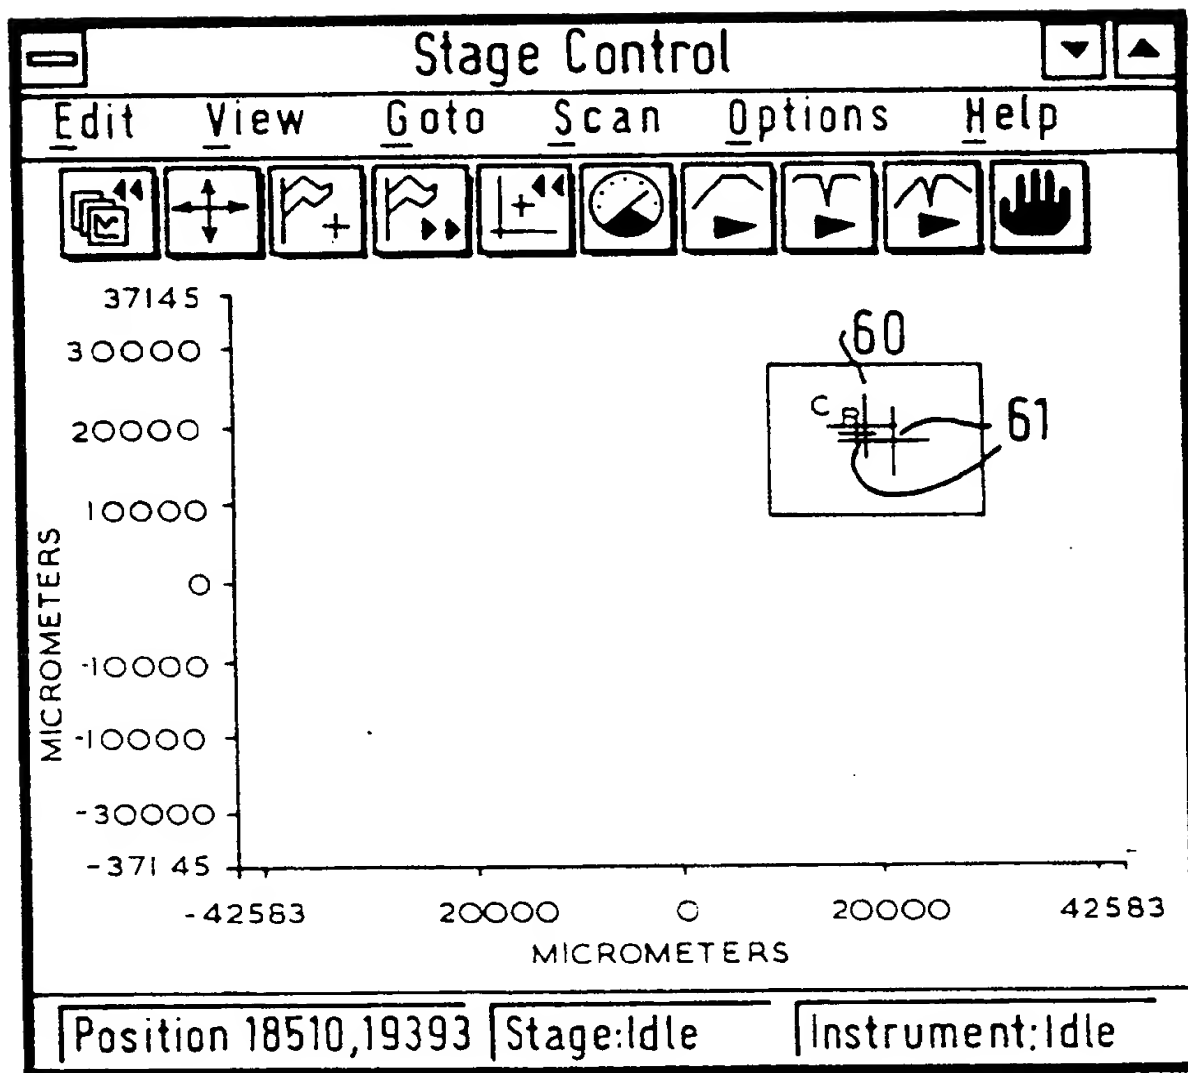 Stage Control
Edit View Goto Scan Options Help
37145
30000
20000
10000
0
-10000
-10000
-30000
-37145
MICROMETERS
60
C B
61
-42583 20000 0 20000 42583
MICROMETERS
Position 18510,19393 Stage:Idle Instrument:Idle